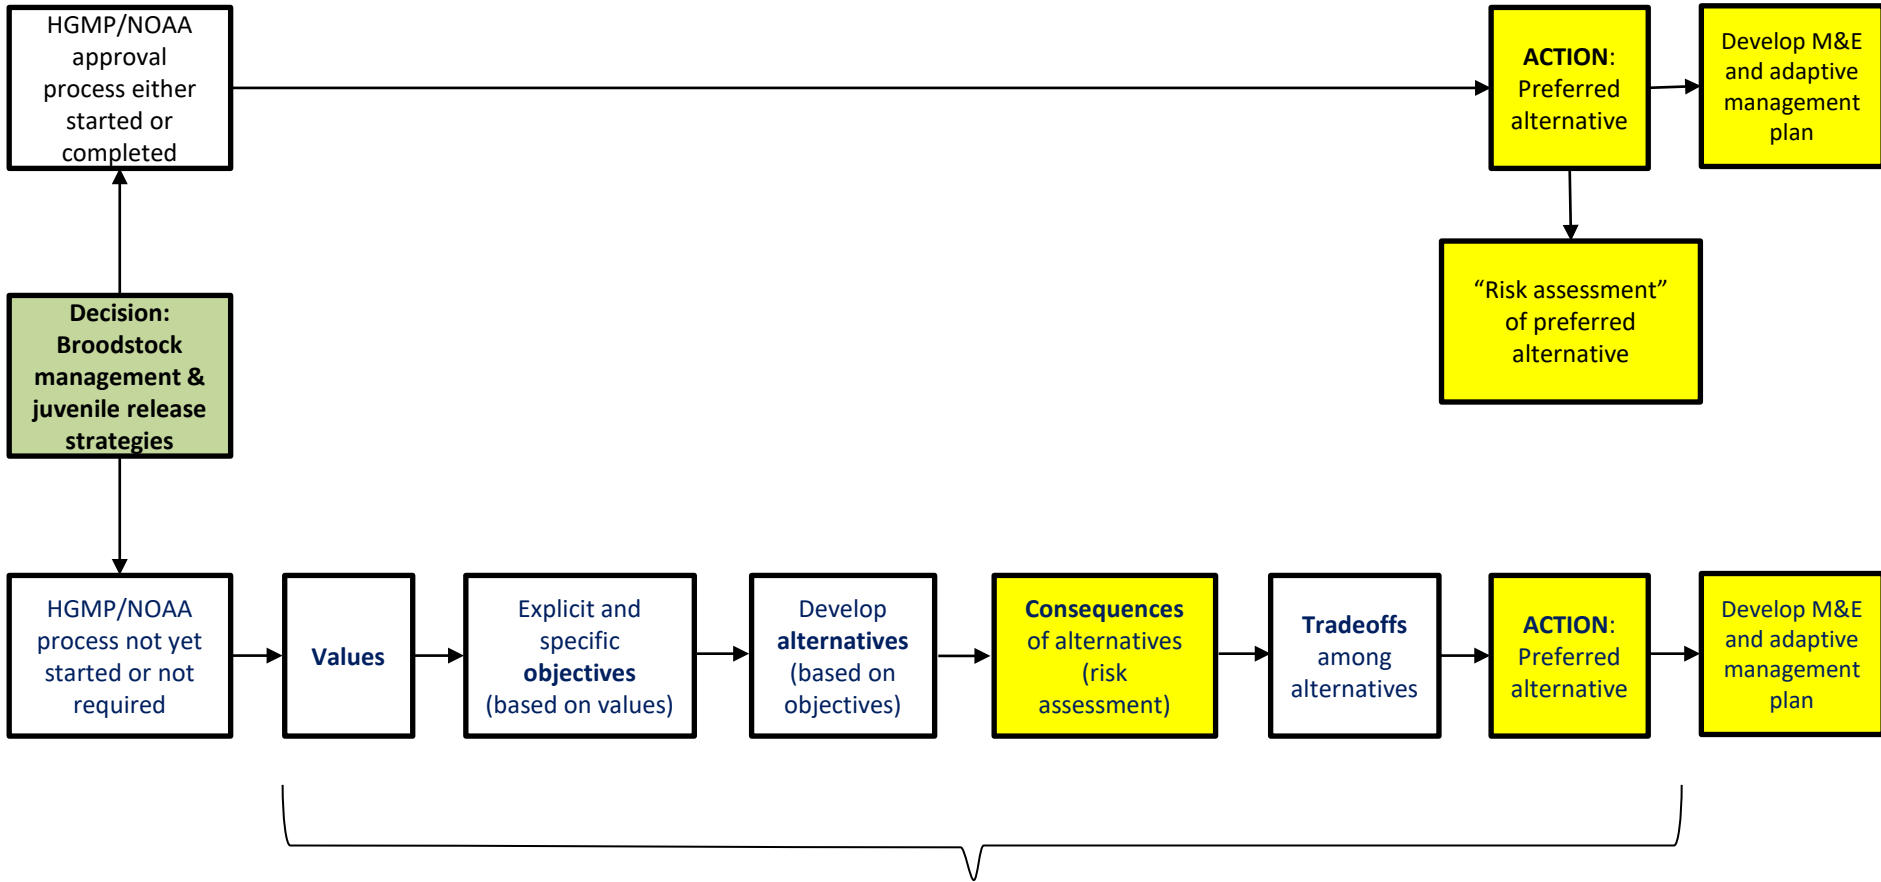 HGMP/NOAA
approval
process either
started or
completed
ACTION:
Preferred
alternative
Develop M&E
and adaptive
management
plan
“Risk assessment”
of preferred
alternative
Decision:
Broodstock
management &
juvenile release
strategies
HGMP/NOAA
process not yet
started or not
required
Values
Explicit and
specific
objectives
(based on values)
Develop
alternatives
(based on
objectives)
Consequences
of alternatives
(risk
assessment)
Tradeoffs
among
alternatives
ACTION:
Preferred
alternative
Develop M&E
and adaptive
management
plan